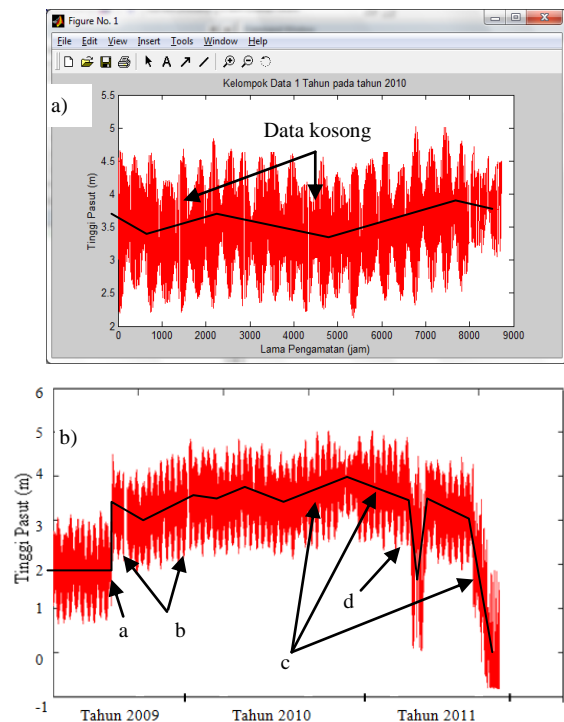 Figure No. 1
File Edit View Insert Tools Window Help
A
Kelompok Data 1 Tahun pada tahun 2010
a)
Data kosong
5.5
5
4.5
4
3.5
3
2.5
2
Tinggi Pasut (m)
0 1000 2000 3000 4000 5000 6000 7000 8000 9000
Lama Pengamatan (jam)
b)
6
5
4
3
2
1
0
-1
Tinggi Pasut (m)
a
b
c
d
Tahun 2009 Tahun 2010 Tahun 2011